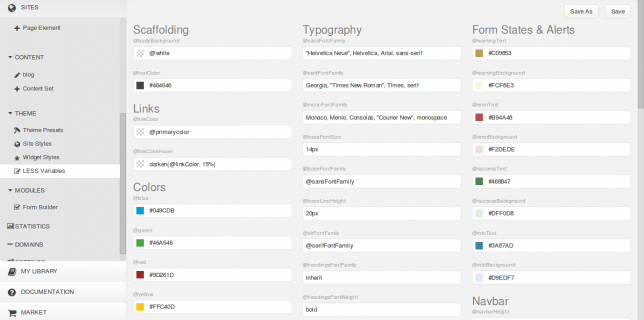 SITES
Page Element
CONTENT
blog
Content Set
THEME
Theme Presets
Site Styles
Widget Styles
LESS Variables
MODULES
Form Builder
STATISTICS
DOMAINS
MY LIBRARY
DOCUMENTATION
MARKET
Save As
Save
Scaffolding
@bodyBackground
@white
@textColor
#464646
Links
@linkColor
@primarycolor
@linkColorHover
darken(@linkColor, 15%)
Colors
@blue
#049CDB
@green
#46A546
@red
#9D261D
@yellow
#FFC40D
Typography
@sansFontFamily
"Helvetica Neue", Helvetica, Arial, sans-serif
@serifFontFamily
Georgia, "Times New Roman", Times, serif
@monoFontFamily
Monaco, Menlo, Consolas, "Courier New", monospace
@baseFontSize
14px
@baseFontFamily
@sansFontFamily
@baseLineHeight
20px
@altFontFamily
@serifFontFamily
@headingsFontFamily
inherit
@headingsFontWeight
bold
Form States & Alerts
@warningText
#C09853
@warningBackground
#FCF8E3
@errorText
#B94A48
@errorBackground
#F2DEDE
@successText
#468847
@successBackground
#DFF0D8
@infoText
#3A87AD
@infoBackground
#D9EDF7
Navbar
@navbarHeight